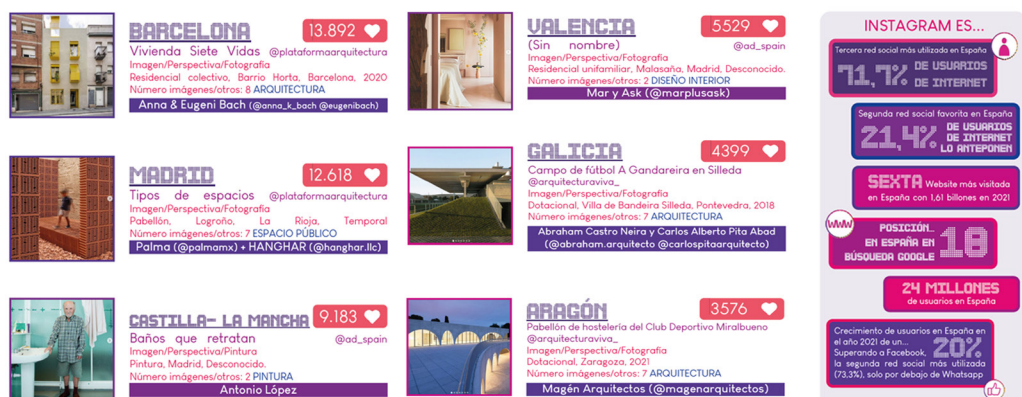 BARCELONA
13.892
Vivienda Siete Vidas @plataformaarquitectura
Imagen/Perspectiva/Fotografía
Residencial colectivo, Barrio Horta, Barcelona, 2020
Número imágenes/otros: 8 ARQUITECTURA
Anna & Eugeni Bach (@anna_k_bach @eugenibach)
MADRID
12.618
Tipos de espacios @plataformaarquitectura
Imagen/Perspectiva/Fotografía
Pabellón, Logroño, La Rioja, Temporal
Número imágenes/otros: 7 ESPACIO PÚBLICO
Palma (@palmamx) + HANGHAR (@hanghar.llc)
CASTILLA- LA MANCHA
9.183
Baños que retratan @ad_spain
Imagen/Perspectiva/Pintura
Pintura, Madrid, Desconocido.
Número imágenes/otros: 2 PINTURA
Antonio López
VALENCIA
5529
(Sin nombre) @ad_spain
Imagen/Perspectiva/Fotografía
Residencial unifamiliar, Malasaña, Madrid, Desconocido.
Número imágenes/otros: 2 DISEÑO INTERIOR
Mar y Ask (@marplusask)
GALICIA
4399
Campo de fútbol A Gandareira en Silleda
@arquitecturaviva_
Imagen/Perspectiva/Fotografía
Dotacional, Villa de Bandeira Silleda, Pontevedra, 2018
Número imágenes/otros: 7 ARQUITECTURA
Abraham Castro Neira y Carlos Alberto Pita Abad
(@abraham.arquitecto @carlospitaarquitecto)
ARAGÓN
3576
Pabellón de hostelería del Club Deportivo Miralbueno
@arquitecturaviva_
Imagen/Perspectiva/Fotografía
Dotacional, Zaragoza, 2021
Número imágenes/otros: 7 ARQUITECTURA
Magén Arquitectos (@magenarquitectos)
INSTAGRAM ES...
Tercera red social más utilizada en España
71,7% DE USUARIOS
DE INTERNET
Segunda red social favorita en España
21,4% DE USUARIOS
DE INTERNET
LO ANTEPONEN
SEXTA Website más visitada
en España con 1,61 billones en 2021
WWW
POSICIÓN...
EN ESPAÑA EN
BÚSQUEDA GOOGLE
10
24 MILLONES
de usuarios en España
Crecimiento de usuarios en España en
el año 2021 de un... 20%
Superando a Facebook,
la segunda red social más utilizada
(73,3%), solo por debajo de Whatsapp